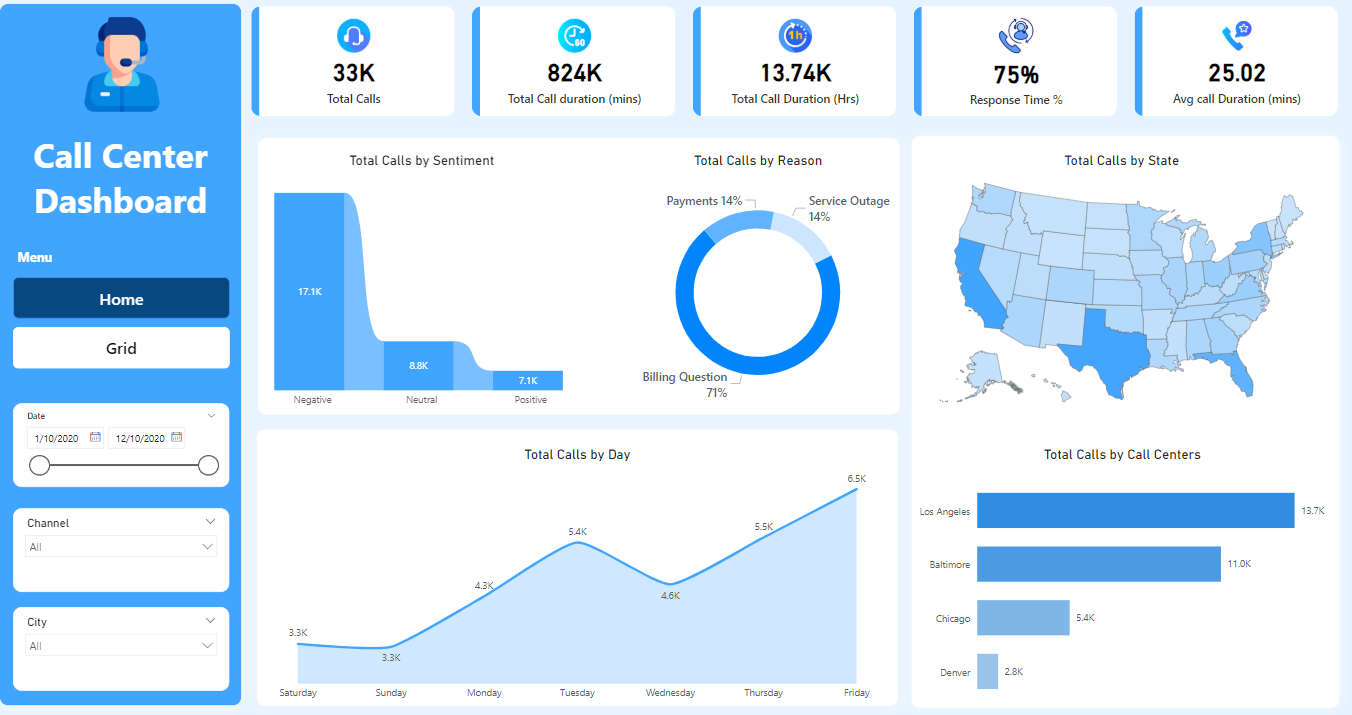 Call Center
Dashboard
Menu
Home
Grid
Date
1/10/2020
12/10/2020
Channel
All
City
All
60
33K
Total Calls
824K
Total Call duration (mins)
1h
13.74K
Total Call Duration (Hrs)
75%
Response Time %
25.02
Avg call Duration (mins)
Total Calls by Sentiment
17.1K
8.8K
7.1K
Negative
Neutral
Positive
Total Calls by Reason
Payments 14%
Service Outage
14%
Billing Question
71%
Total Calls by State
Total Calls by Day
3.3K
3.3K
4.3K
5.4K
4.6K
5.5K
6.5K
Saturday
Sunday
Monday
Tuesday
Wednesday
Thursday
Friday
Total Calls by Call Centers
Los Angeles
13.7K
Baltimore
11.0K
Chicago
5.4K
Denver
2.8K